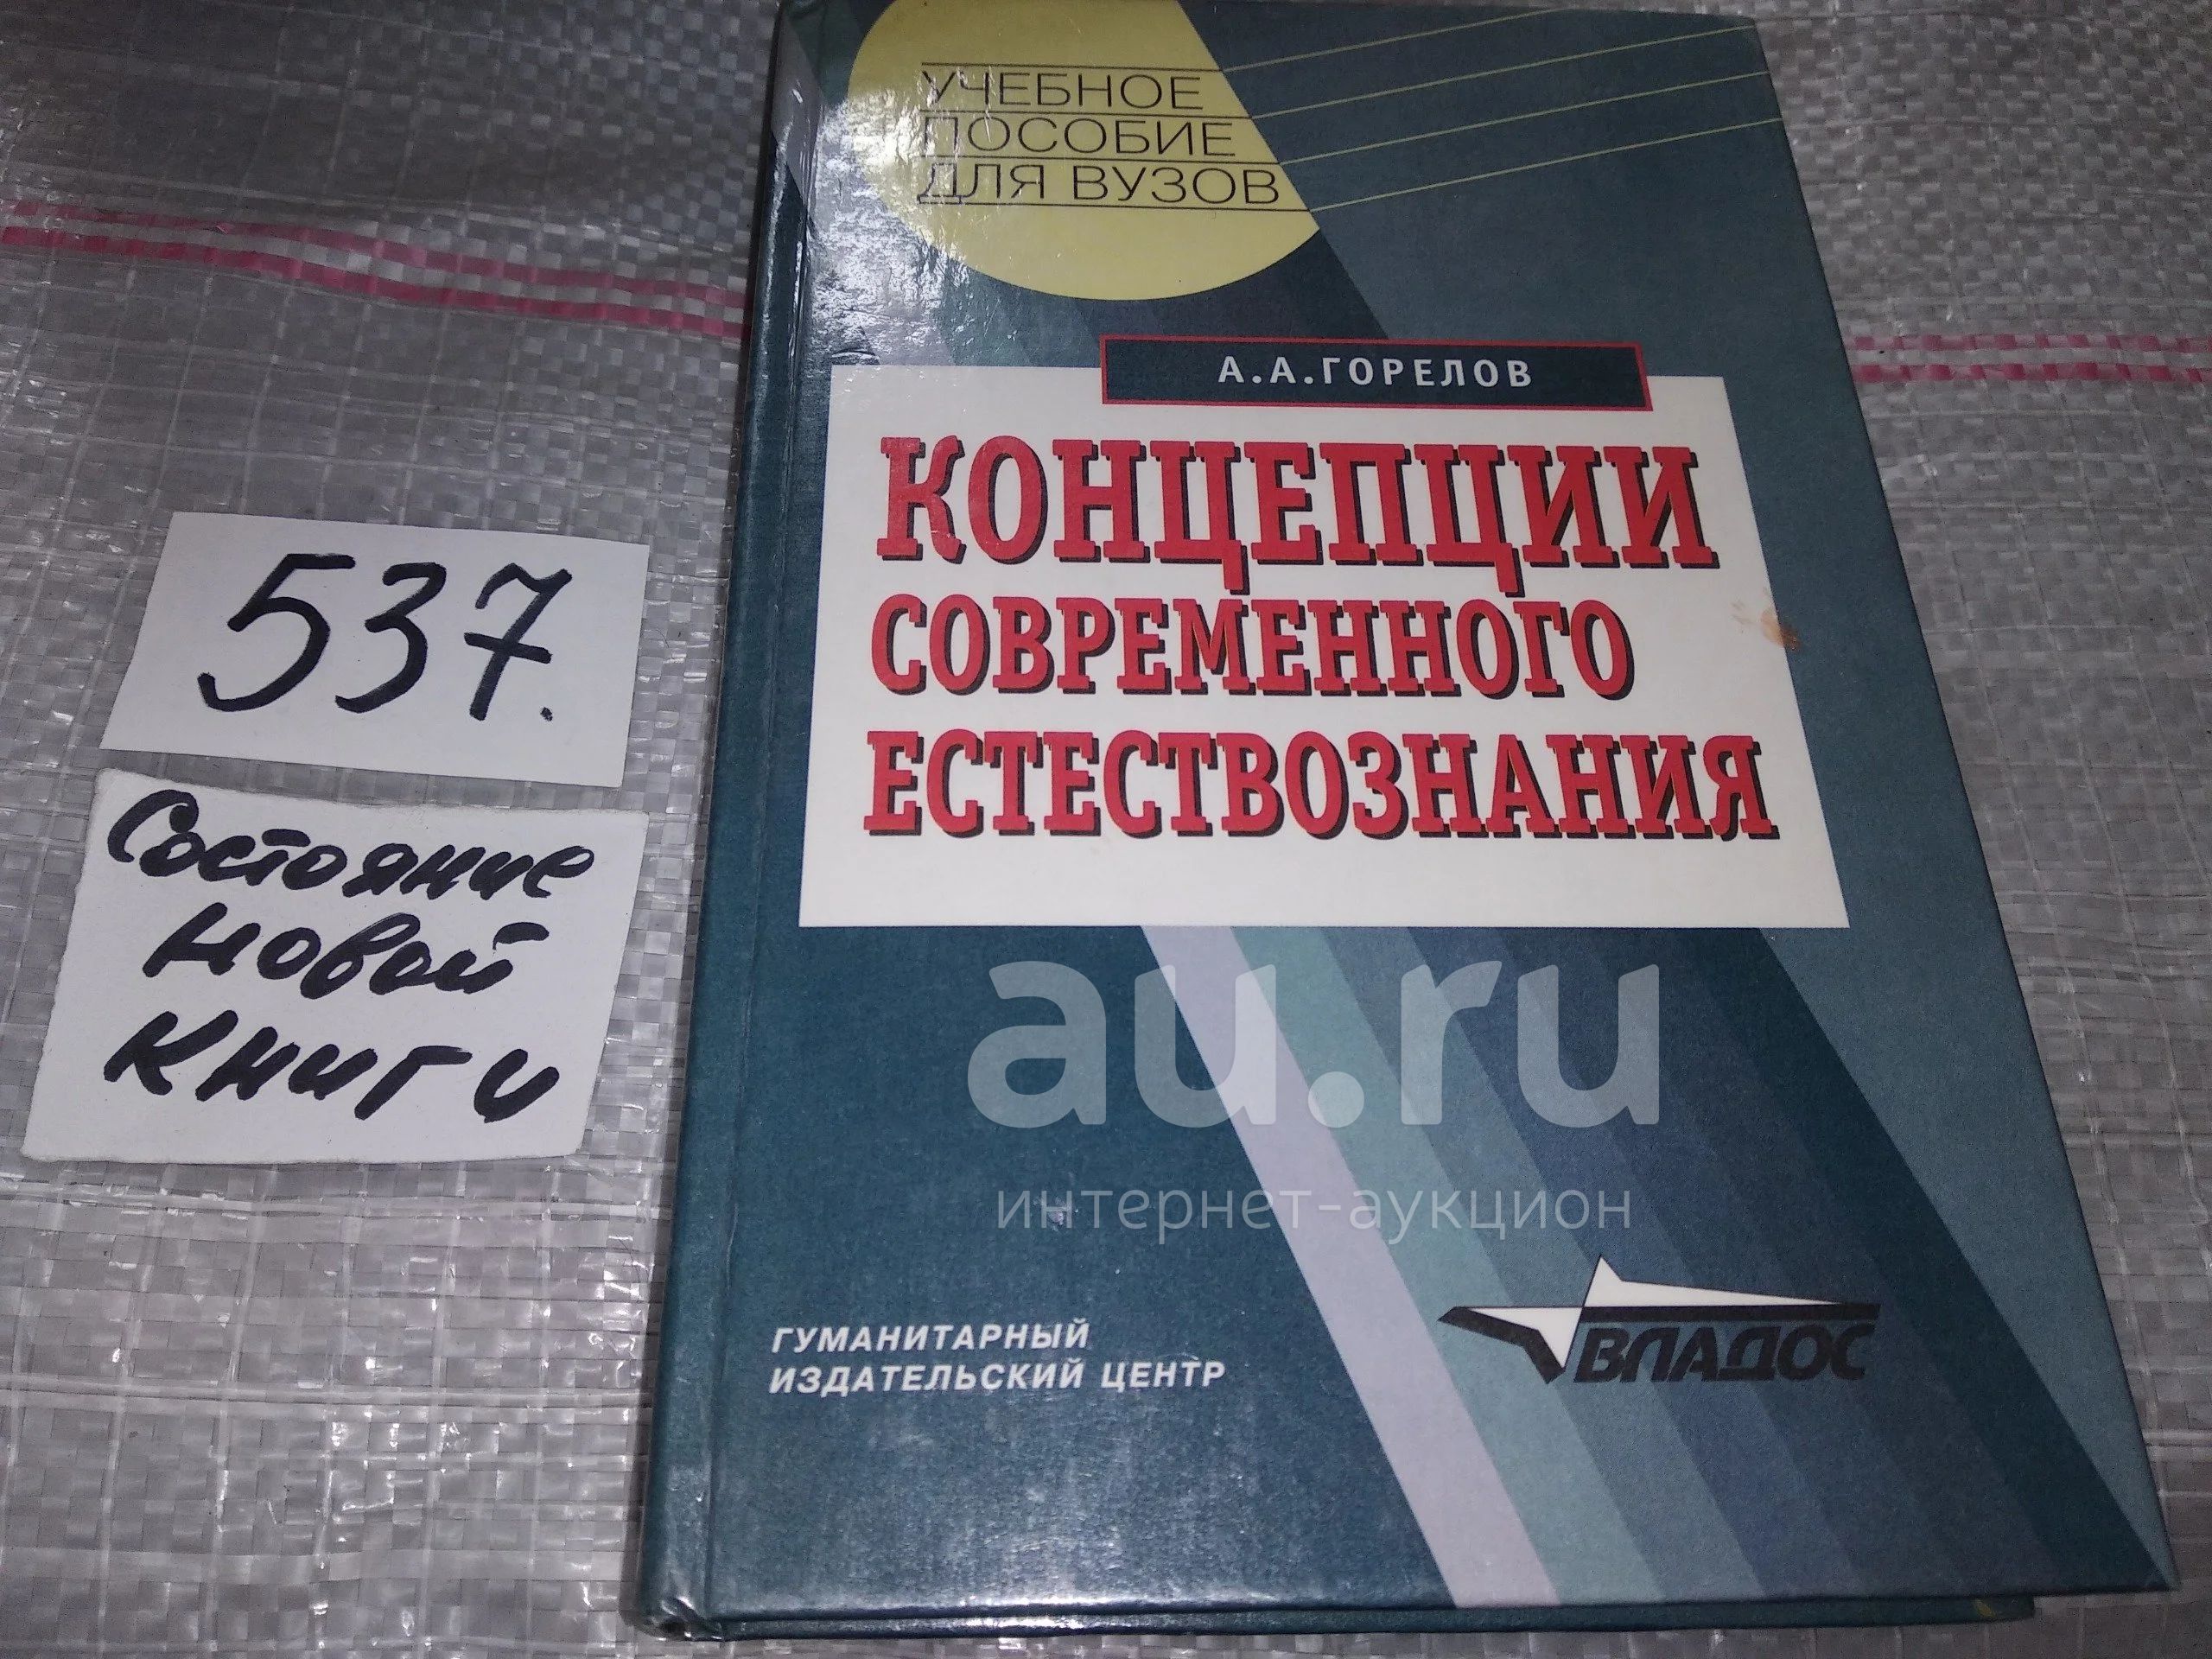 УЧЕБНОЕ
ПОСОБИЕ
ДЛЯ ВУЗОВ
А.А.ГОРЕЛОВ
КОНЦЕПЦИИ
СОВРЕМЕННОГО
ЕСТЕСТВОЗНАНИЯ
537.
Состояние
новой
книги
au.ru
интернет-аукцион
ГУМАНИТАРНЫЙ
ИЗДАТЕЛЬСКИЙ ЦЕНТР
ВЛАДОС